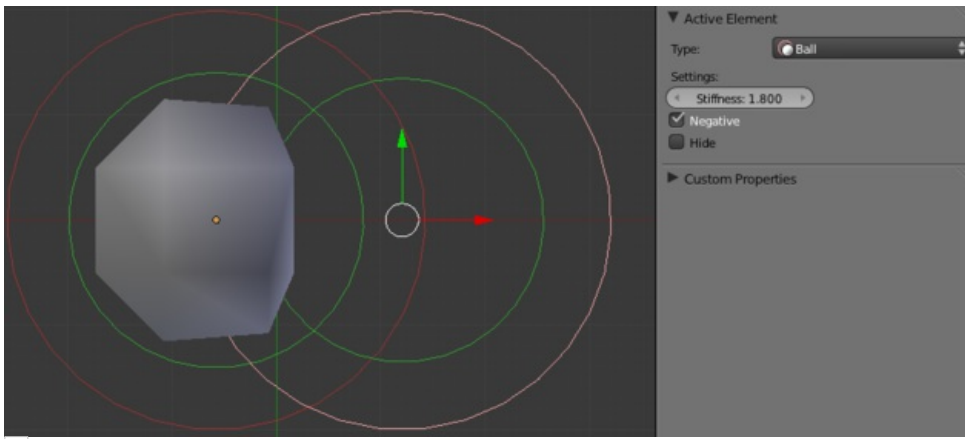 Active Element
Type: Ball
Settings:
Stiffness: 1.800
Negative
Hide
Custom Properties